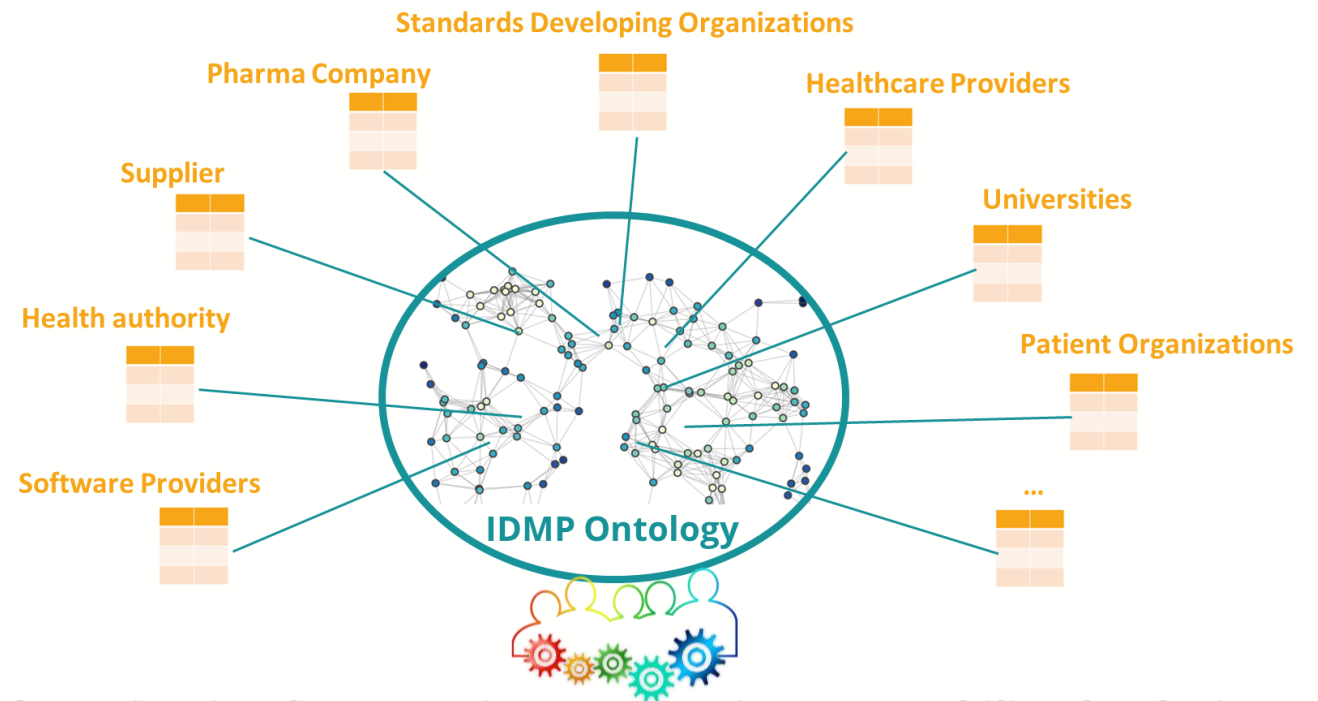 Standards Developing Organizations
Pharma Company
Healthcare Providers
Supplier
Universities
Health authority
Patient Organizations
Software Providers
...
IDMP Ontology